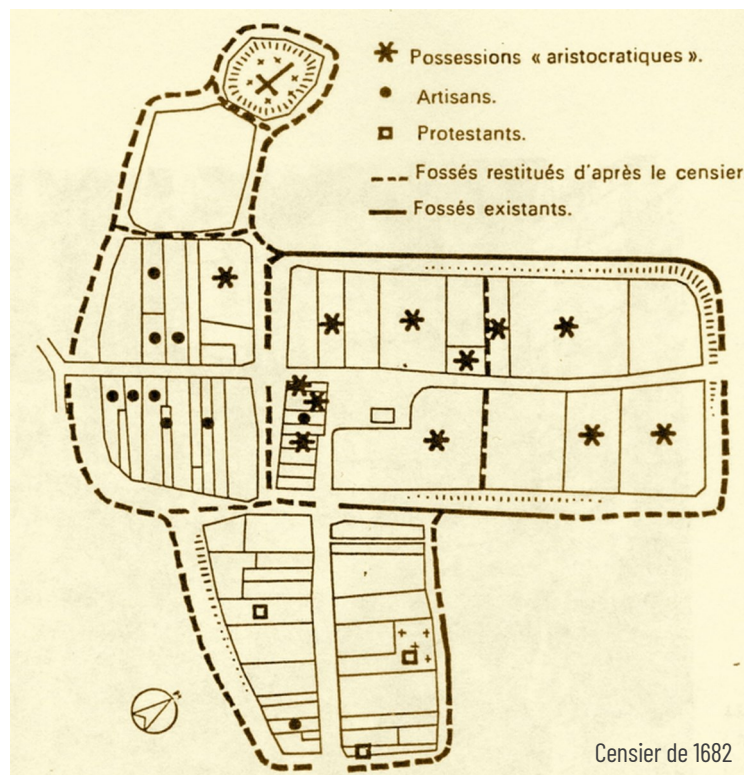 Possessions « aristocratiques ».
Artisans.
Protestants.
Fossés restitués d'après le censier
Fossés existants.
Censier de 1682